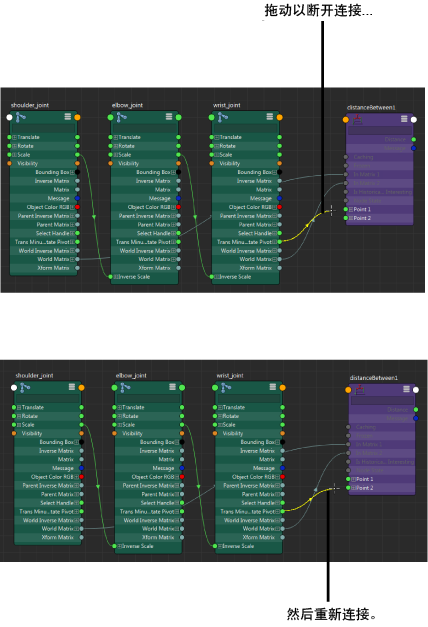 拖动以断开连接...
shoulder_joint
elbow_joint
wrist_joint
distanceBetween1
Translate
Rotate
Scale
Visibility
Bounding Box
Inverse Matrix
Matrix
Message
Object Color RGB
Parent Inverse Matrix
Parent Matrix
Select Handle
Trans Minu...tate Pivot
World Inverse Matrix
World Matrix
Xform Matrix
Translate
Rotate
Scale
Visibility
Bounding Box
Inverse Matrix
Matrix
Message
Object Color RGB
Parent Inverse Matrix
Parent Matrix
Select Handle
Trans Minu...tate Pivot
World Inverse Matrix
World Matrix
Xform Matrix
Inverse Scale
Translate
Rotate
Scale
Visibility
Bounding Box
Inverse Matrix
Matrix
Message
Object Color RGB
Parent Inverse Matrix
Parent Matrix
Select Handle
Trans Minu...tate Pivot
World Inverse Matrix
World Matrix
Xform Matrix
Inverse Scale
Point 1
Point 2
shoulder_joint
elbow_joint
wrist_joint
distanceBetween1
Translate
Rotate
Scale
Visibility
Bounding Box
Inverse Matrix
Matrix
Message
Object Color RGB
Parent Inverse Matrix
Parent Matrix
Select Handle
Trans Minu...tate Pivot
World Inverse Matrix
World Matrix
Xform Matrix
Translate
Rotate
Scale
Visibility
Bounding Box
Inverse Matrix
Matrix
Message
Object Color RGB
Parent Inverse Matrix
Parent Matrix
Select Handle
Trans Minu...tate Pivot
World Inverse Matrix
World Matrix
Xform Matrix
Inverse Scale
Translate
Rotate
Scale
Visibility
Bounding Box
Inverse Matrix
Matrix
Message
Object Color RGB
Parent Inverse Matrix
Parent Matrix
Select Handle
Trans Minu...tate Pivot
World Inverse Matrix
World Matrix
Xform Matrix
Inverse Scale
Point 1
Point 2
然后重新连接。